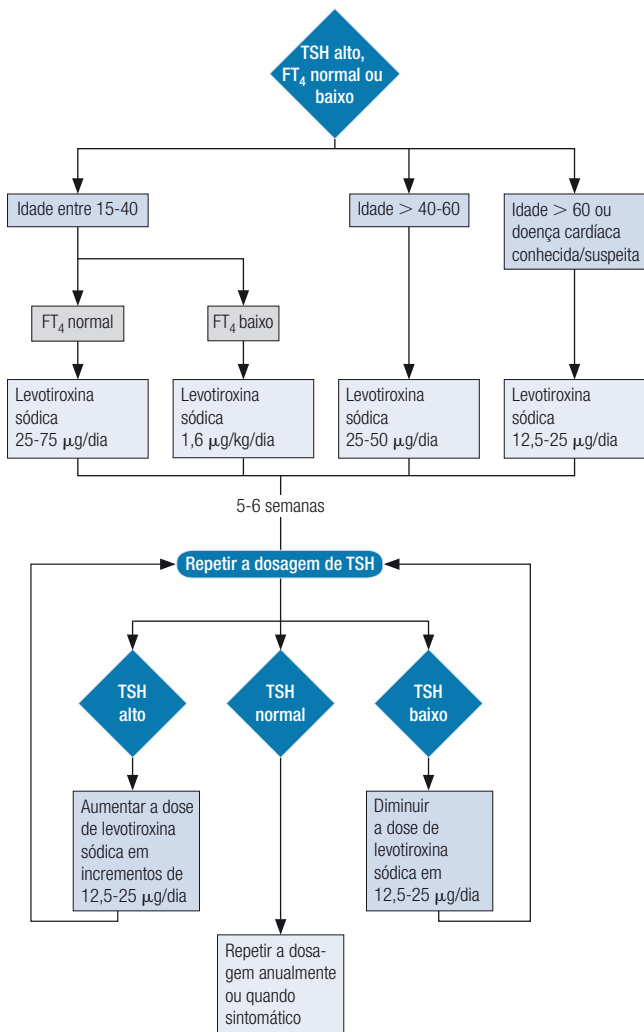 TSH alto,
FT₄ normal ou
baixo
Idade entre 15-40
Idade > 40-60
Idade > 60 ou
doença cardíaca
conhecida/suspeita
FT₄ normal
FT₄ baixo
Levotiroxina
sódica
25-75 µg/dia
Levotiroxina
sódica
1,6 µg/kg/dia
Levotiroxina
sódica
25-50 µg/dia
Levotiroxina
sódica
12,5-25 µg/dia
5-6 semanas
Repetir a dosagem de TSH
TSH
alto
TSH
normal
TSH
baixo
Aumentar a dose
de levotiroxina
sódica em
incrementos de
12,5-25 µg/dia
Diminuir
a dose de
levotiroxina
sódica em
12,5-25 µg/dia
Repetir a dosa-
gem anualmente
ou quando
sintomático